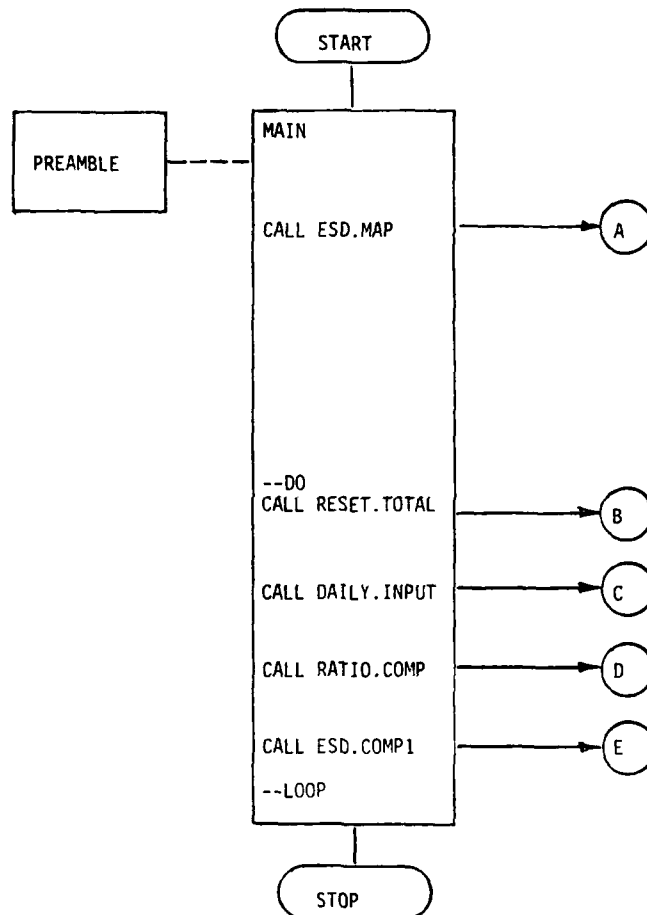 START
MAIN
PREAMBLE
CALL ESD.MAP
A
--DO
CALL RESET.TOTAL
B
CALL DAILY.INPUT
C
CALL RATIO.COMP
D
CALL ESD.COMP1
E
--LOOP
STOP